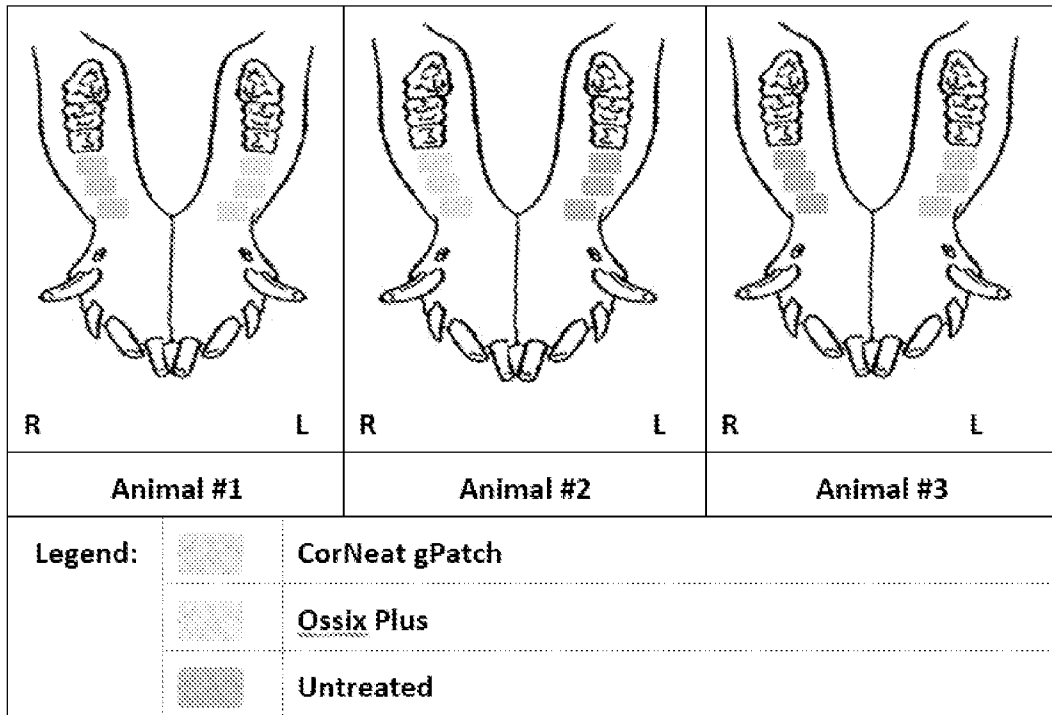 R L R L R L
Animal #1 Animal #2 Animal #3
Legend: CorNeat gPatch
Ossix Plus
Untreated